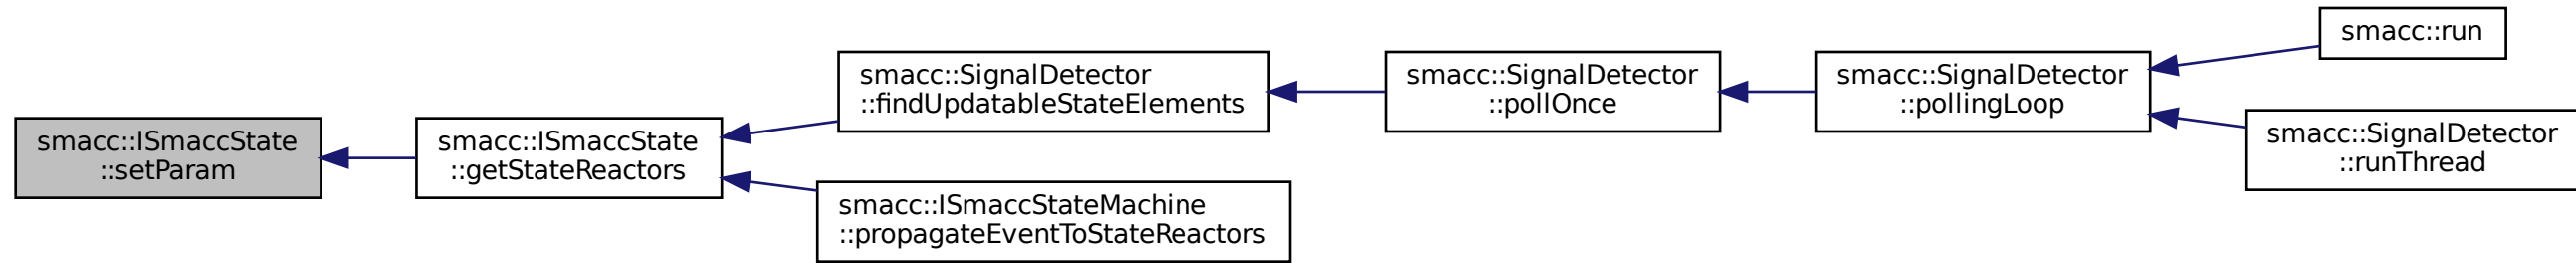 smacc::ISmaccState
::setParam
smacc::ISmaccState
::getStateReactors
smacc::SignalDetector
::findUpdatableStateElements
smacc::ISmaccStateMachine
::propagateEventToStateReactors
smacc::SignalDetector
::pollOnce
smacc::SignalDetector
::pollingLoop
smacc::run
smacc::SignalDetector
::runThread